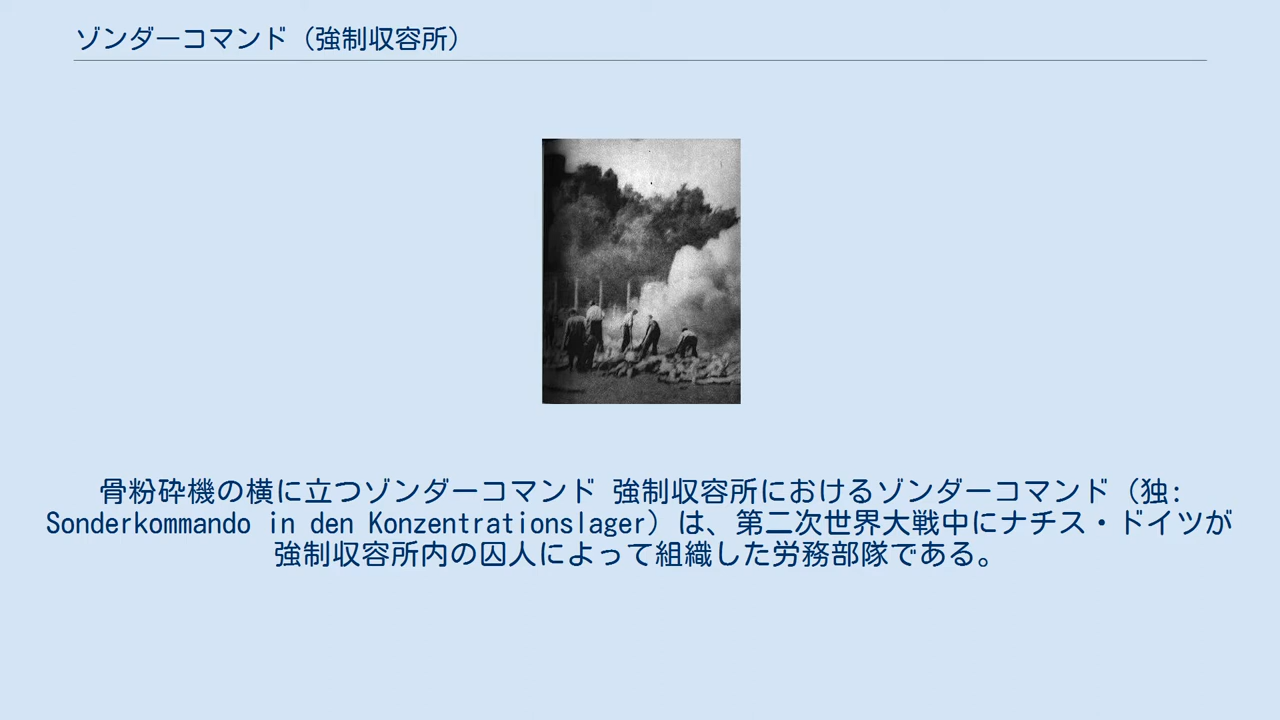 ゾンダーコマンド（強制収容所）
骨粉砕機の横に立つゾンダーコマンド 強制収容所におけるゾンダーコマンド（独:
Sonderkommando in den Konzentrationslager）は、第二次世界大戦中にナチス・ドイツが
強制収容所内の囚人によって組織した労務部隊である。